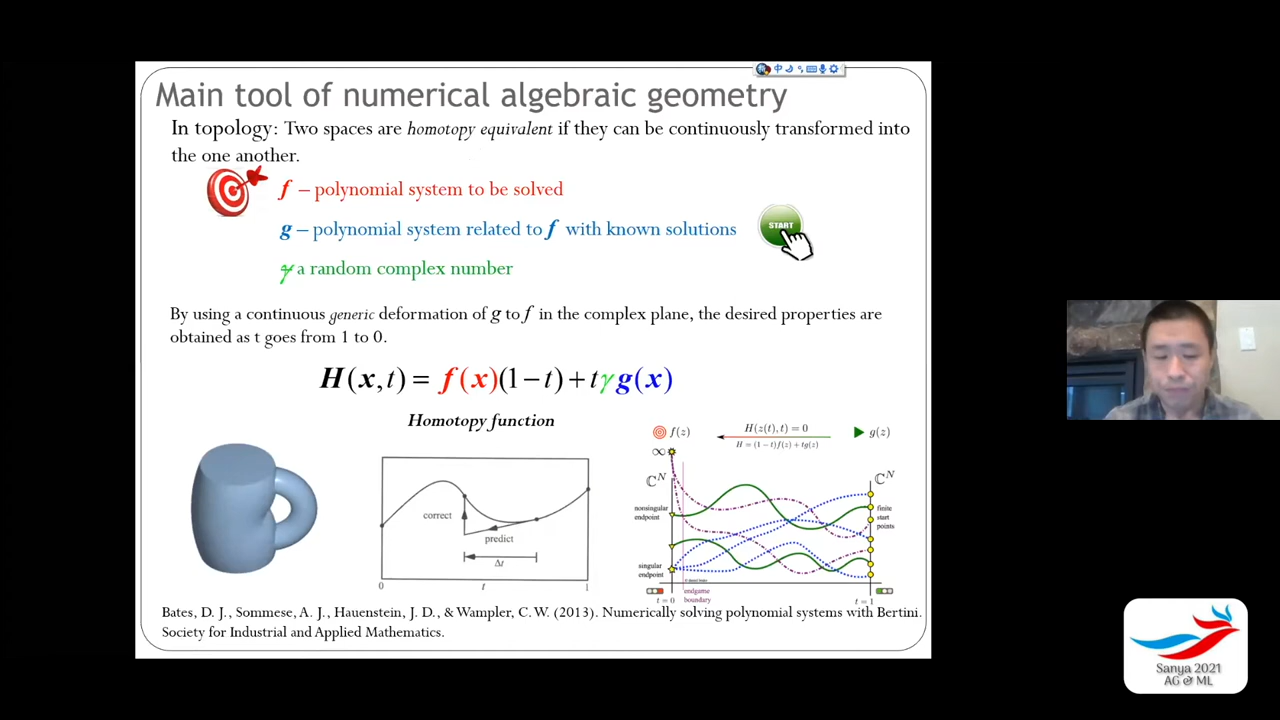 Main tool of numerical algebraic geometry
In topology: Two spaces are homotopy equivalent if they can be continuously transformed into
the one another.
f – polynomial system to be solved
g – polynomial system related to f with known solutions
START
γ a random complex number
By using a continuous generic deformation of g to f in the complex plane, the desired properties are
obtained as t goes from 1 to 0.
H(x,t) = f(x)(1−t)+tγg(x)
Homotopy function
correct
predict
Δt
0
t
1
f(z)
H(z(t),t) = 0
H = (1−t)f(z)+tg(z)
g(z)
∞
ℂᴺ
ℂᴺ
nonsingular
endpoint
finite
start
points
singular
endpoint
endgame
boundary
t = 0
t = 1
Bates, D. J., Sommese, A. J., Hauenstein, J. D., & Wampler, C. W. (2013). Numerically solving polynomial systems with Bertini.
Society for Industrial and Applied Mathematics.
中
Sanya 2021
AG & ML